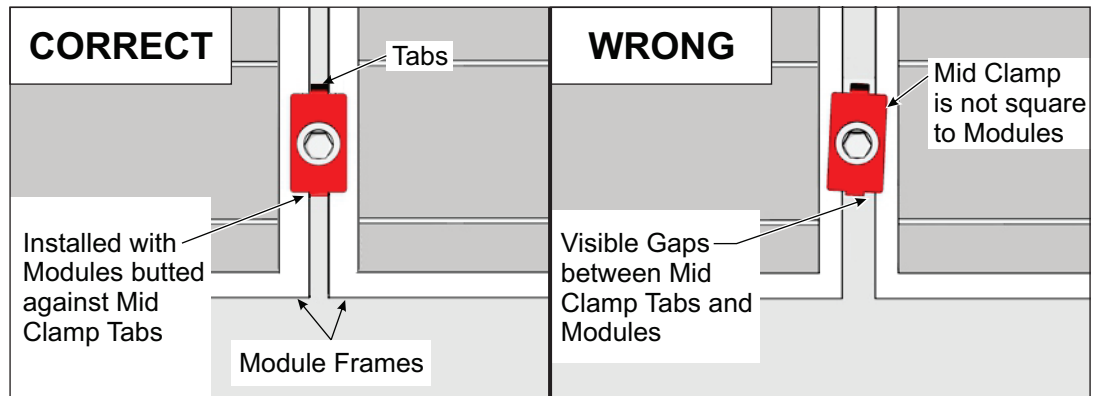 CORRECT
Tabs
Installed with
Modules butted
against Mid
Clamp Tabs
Module Frames
WRONG
Mid Clamp
is not square
to Modules
Visible Gaps
between Mid
Clamp Tabs and
Modules